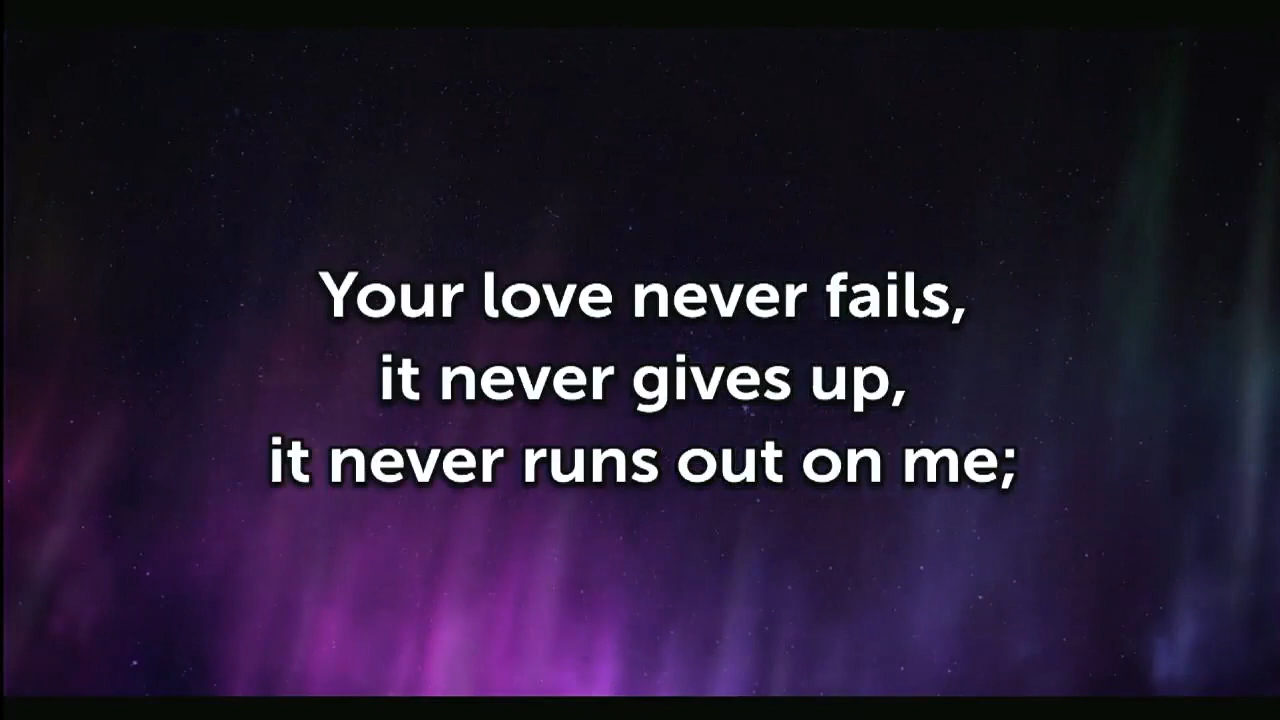 Your love never fails,
it never gives up,
it never runs out on me;